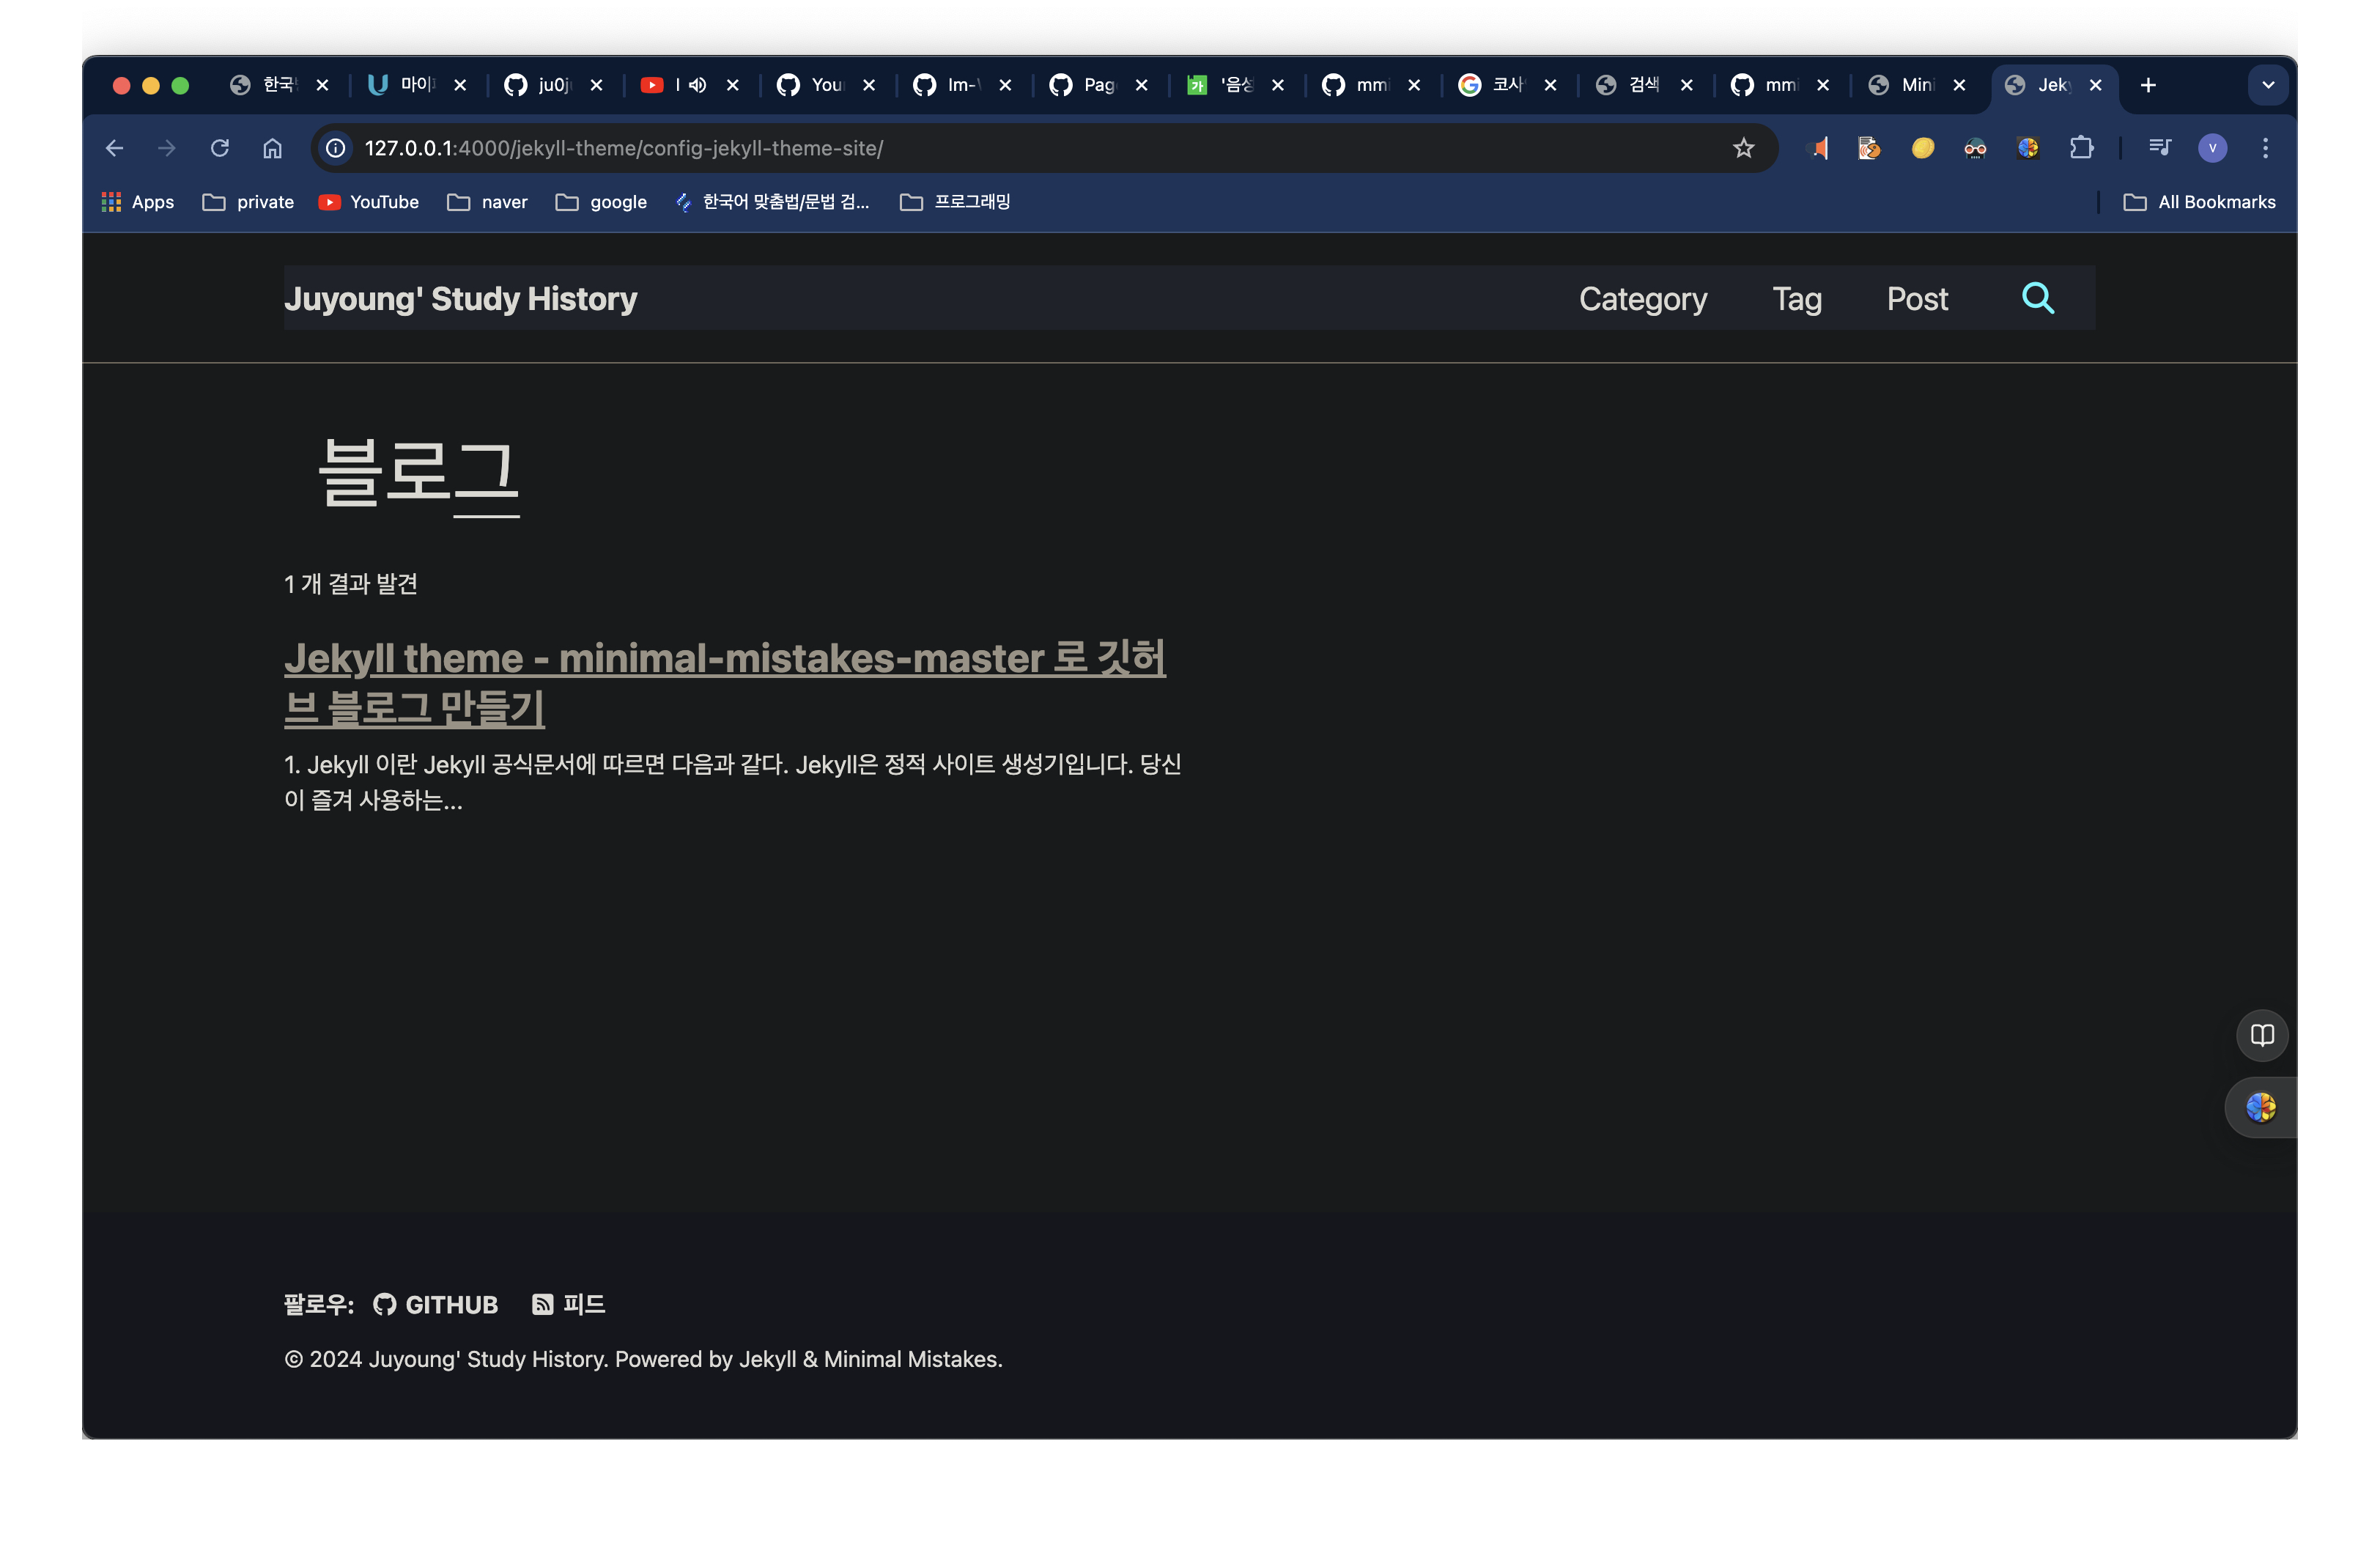 한국
마이
ju0j
I
You
Im-
Pag
'음성
mmi
코사
검색
mmi
Mini
Jeky
127.0.0.1:4000/jekyll-theme/config-jekyll-theme-site/
V
Apps
private
YouTube
naver
google
한국어 맞춤법/문법 검...
프로그래밍
All Bookmarks
Juyoung' Study History
Category
Tag
Post
블로그
1 개 결과 발견
Jekyll theme - minimal-mistakes-master 로 깃허
브 블로그 만들기
1. Jekyll 이란 Jekyll 공식문서에 따르면 다음과 같다. Jekyll은 정적 사이트 생성기입니다. 당신
이 즐겨 사용하는...
팔로우: GITHUB 피드
© 2024 Juyoung' Study History. Powered by Jekyll & Minimal Mistakes.